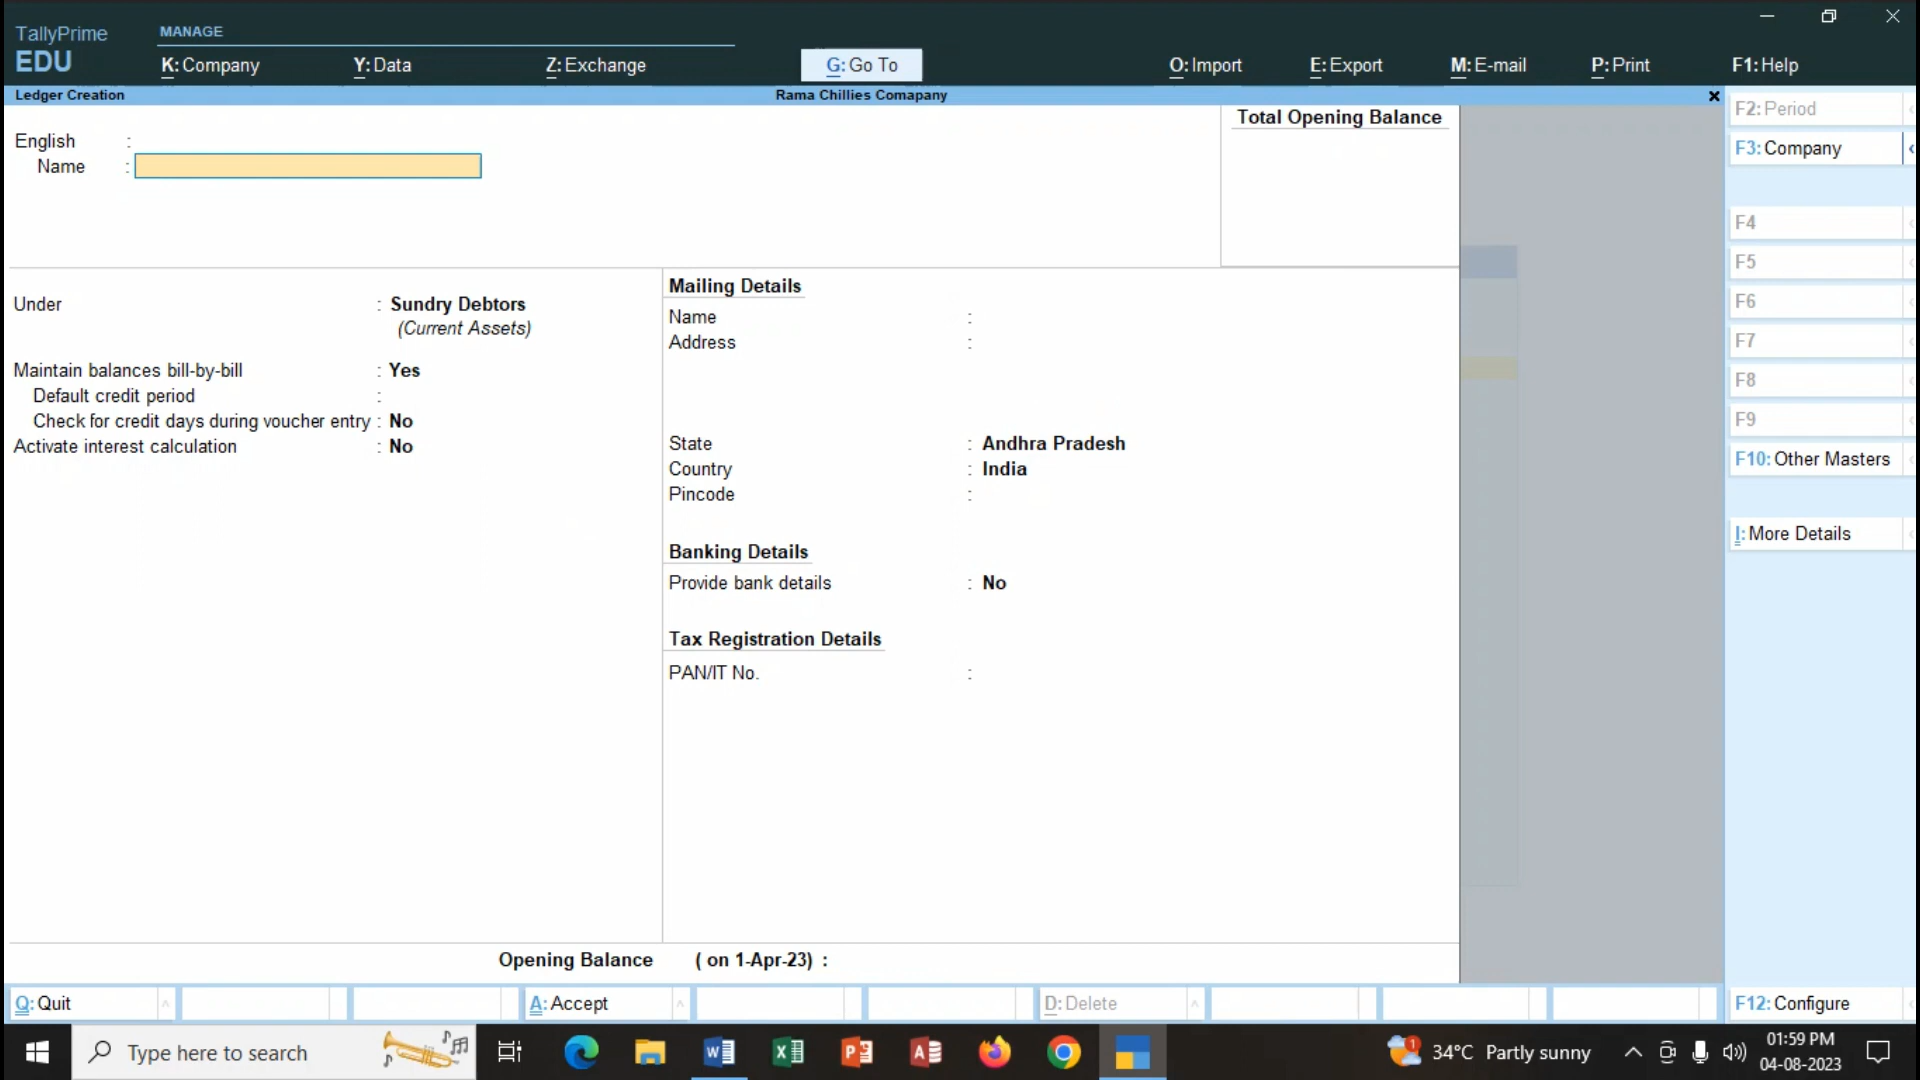 TallyPrime
EDU
MANAGE
K: Company
Y: Data
Z: Exchange
G: Go To
O: Import
E: Export
M: E-mail
P: Print
F1: Help
Ledger Creation
Rama Chillies Comapany
English :
Name :
Total Opening Balance
Under : Sundry Debtors
(Current Assets)
Maintain balances bill-by-bill : Yes
Default credit period :
Check for credit days during voucher entry : No
Activate interest calculation : No
Mailing Details
Name :
Address :
State : Andhra Pradesh
Country : India
Pincode :
Banking Details
Provide bank details : No
Tax Registration Details
PAN/IT No. :
Opening Balance ( on 1-Apr-23) :
F2: Period
F3: Company
F4
F5
F6
F7
F8
F9
F10: Other Masters
I: More Details
F12: Configure
Q: Quit
A: Accept
D: Delete
Type here to search
34°C Partly sunny
01:59 PM
04-08-2023